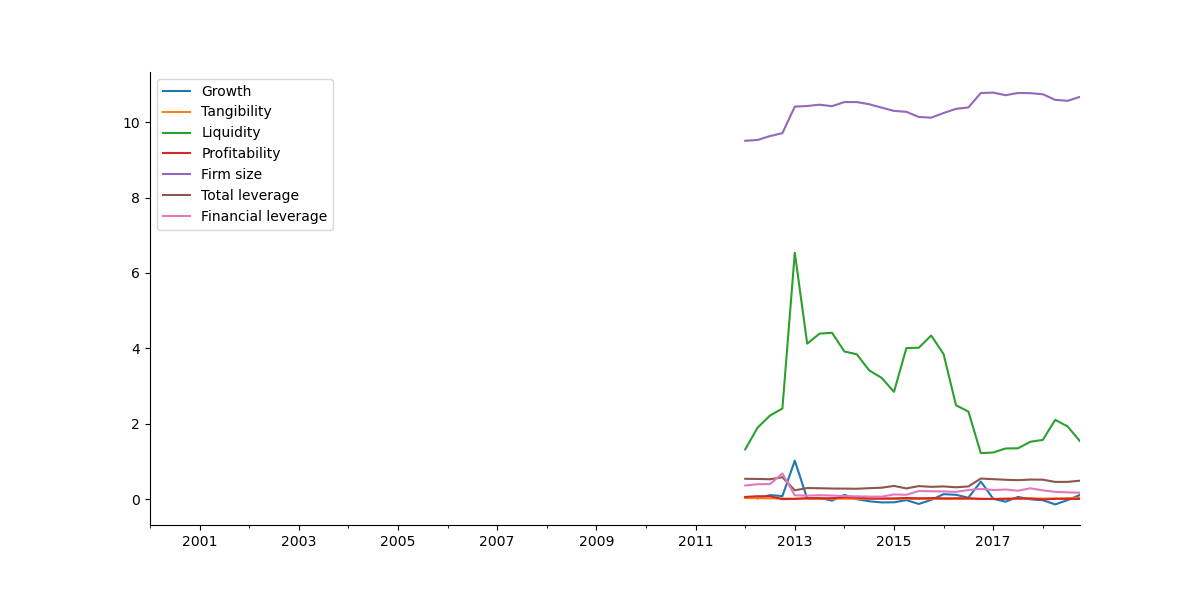 Growth
Tangibility
Liquidity
Profitability
Firm size
Total leverage
Financial leverage
10
8
6
4
2
0
2001 2003 2005 2007 2009 2011 2013 2015 2017